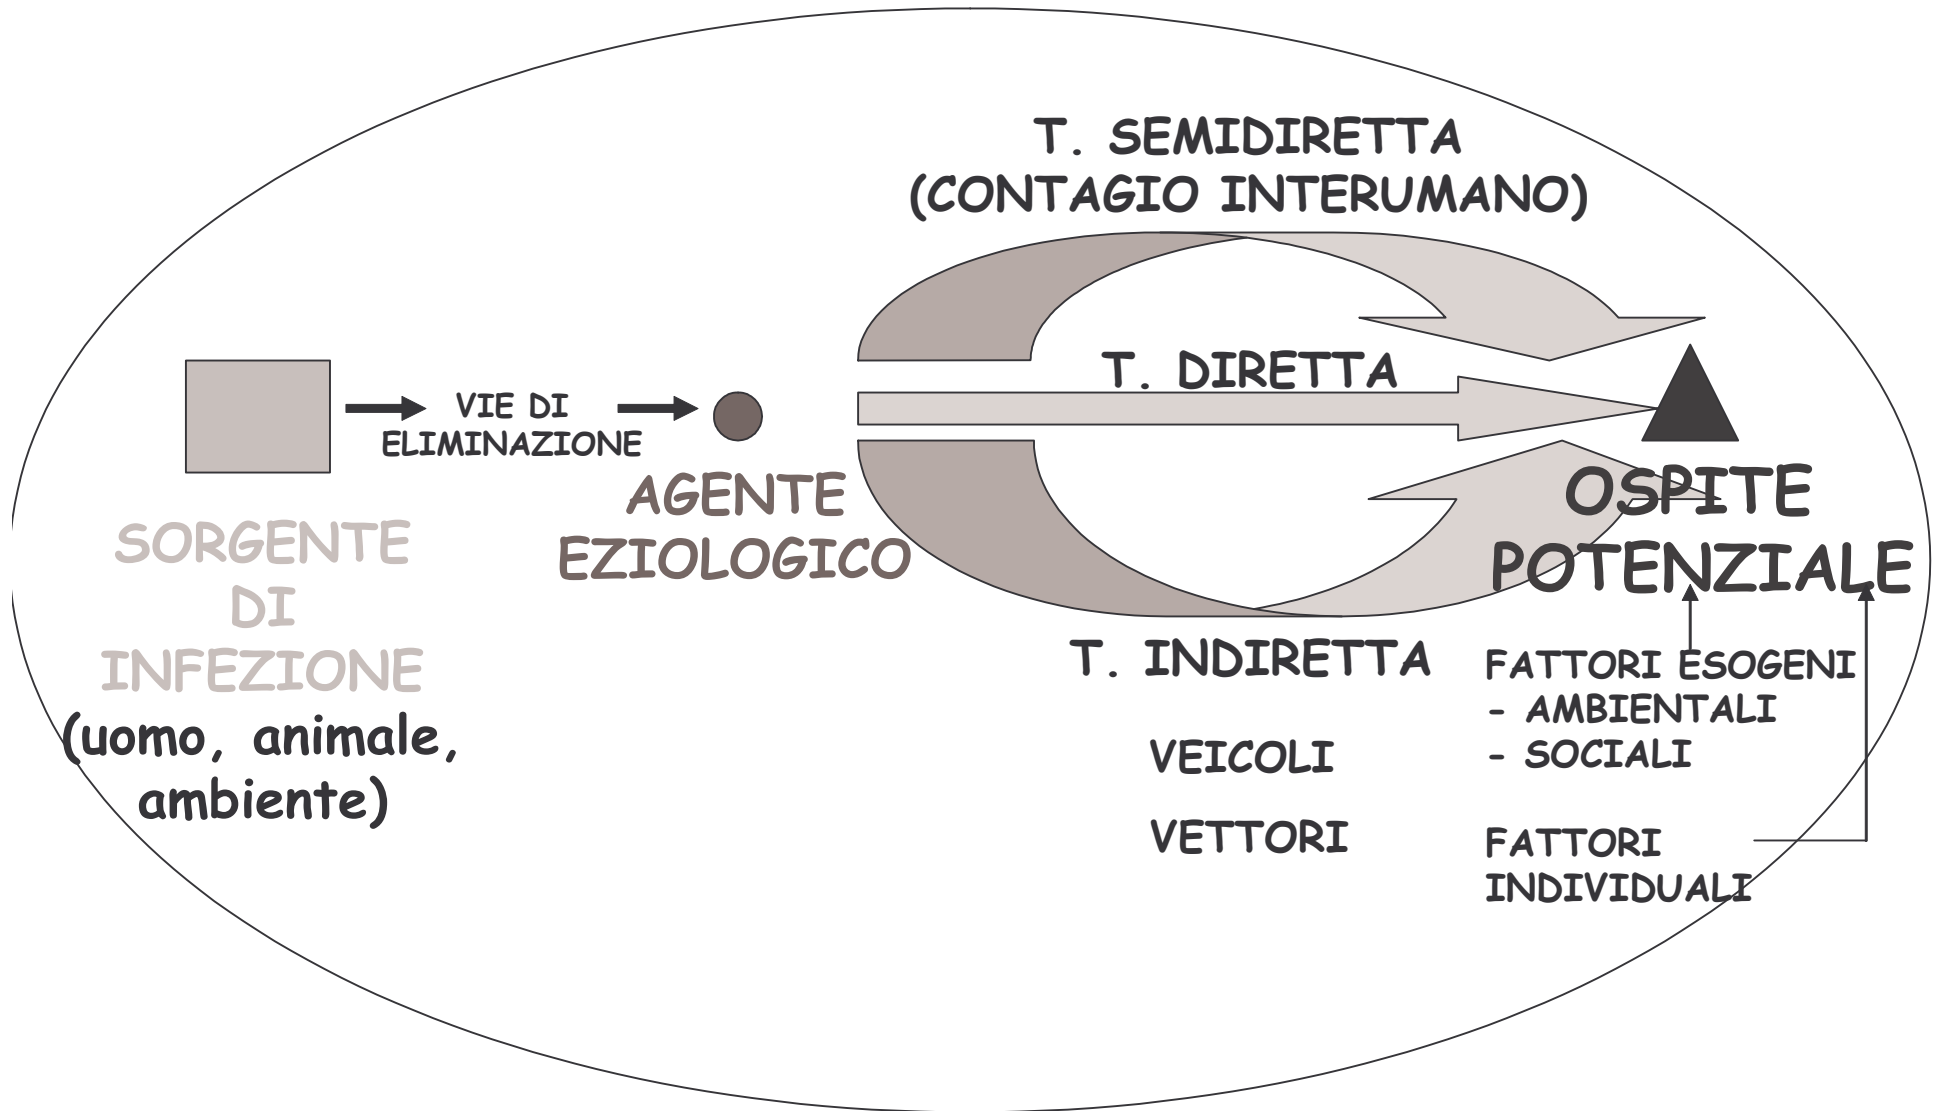 T. SEMIDIRETTA
(CONTAGIO INTERUMANO)
T. DIRETTA
VIE DI
ELIMINAZIONE
AGENTE
EZIOLOGICO
SORGENTE
DI
INFEZIONE
(uomo, animale,
ambiente)
OSPITE
POTENZIALE
T. INDIRETTA
VEICOLI
VETTORI
FATTORI ESOGENI
- AMBIENTALI
- SOCIALI
FATTORI
INDIVIDUALI